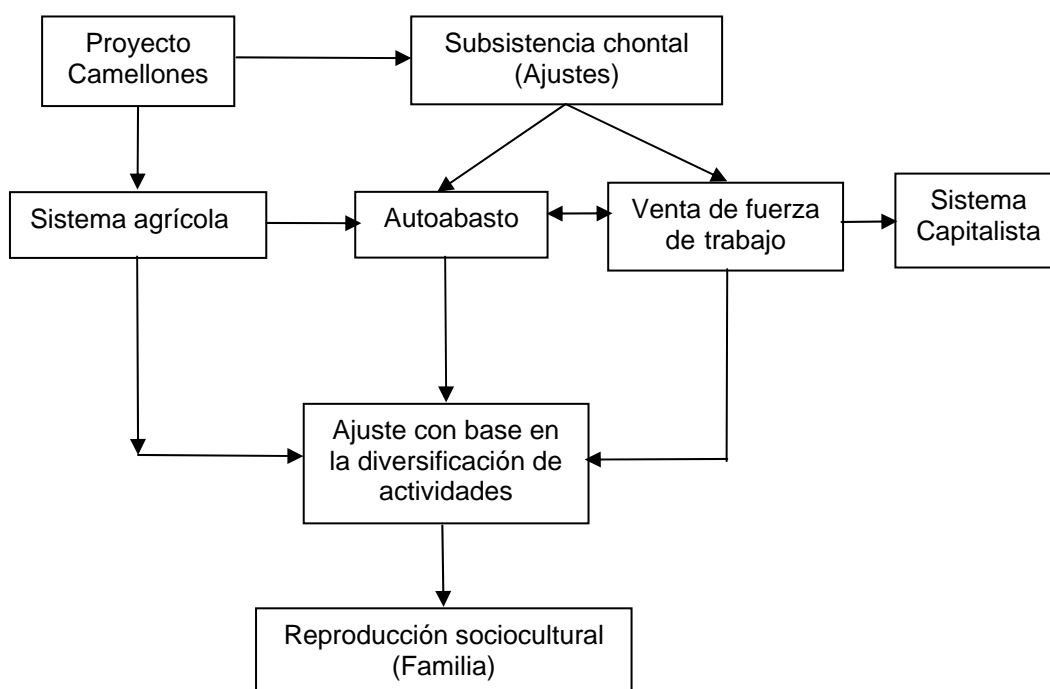 Proyecto
Camellones
Subsistencia chontal
(Ajustes)
Sistema agrícola
Autoabasto
Venta de fuerza
de trabajo
Sistema
Capitalista
Ajuste con base en
la diversificación de
actividades
Reproducción sociocultural
(Familia)